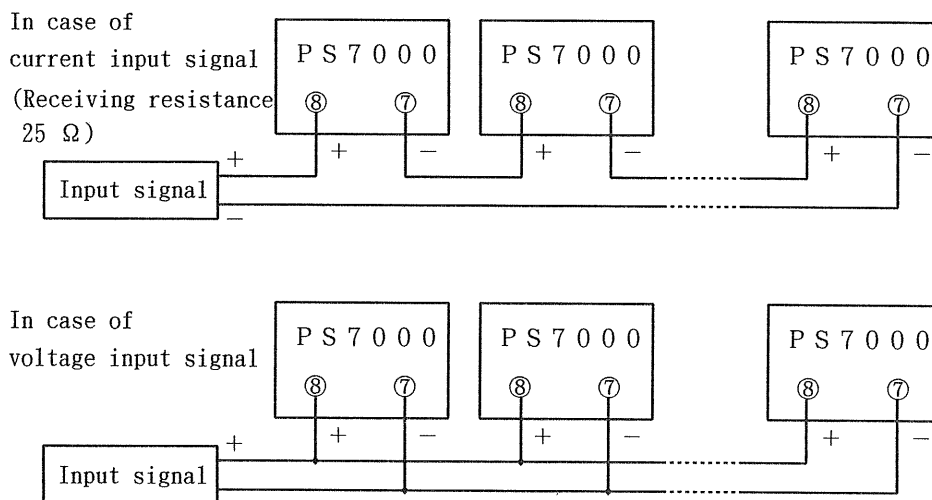 In case of
current input signal
(Receiving resistance
25 Ω)
PS7000 PS7000 PS7000
⑧ ⑦ ⑧ ⑦ ⑧ ⑦
+ − + − + −
+
Input signal
−
In case of
voltage input signal
PS7000 PS7000 PS7000
⑧ ⑦ ⑧ ⑦ ⑧ ⑦
+ − + − + −
+
Input signal